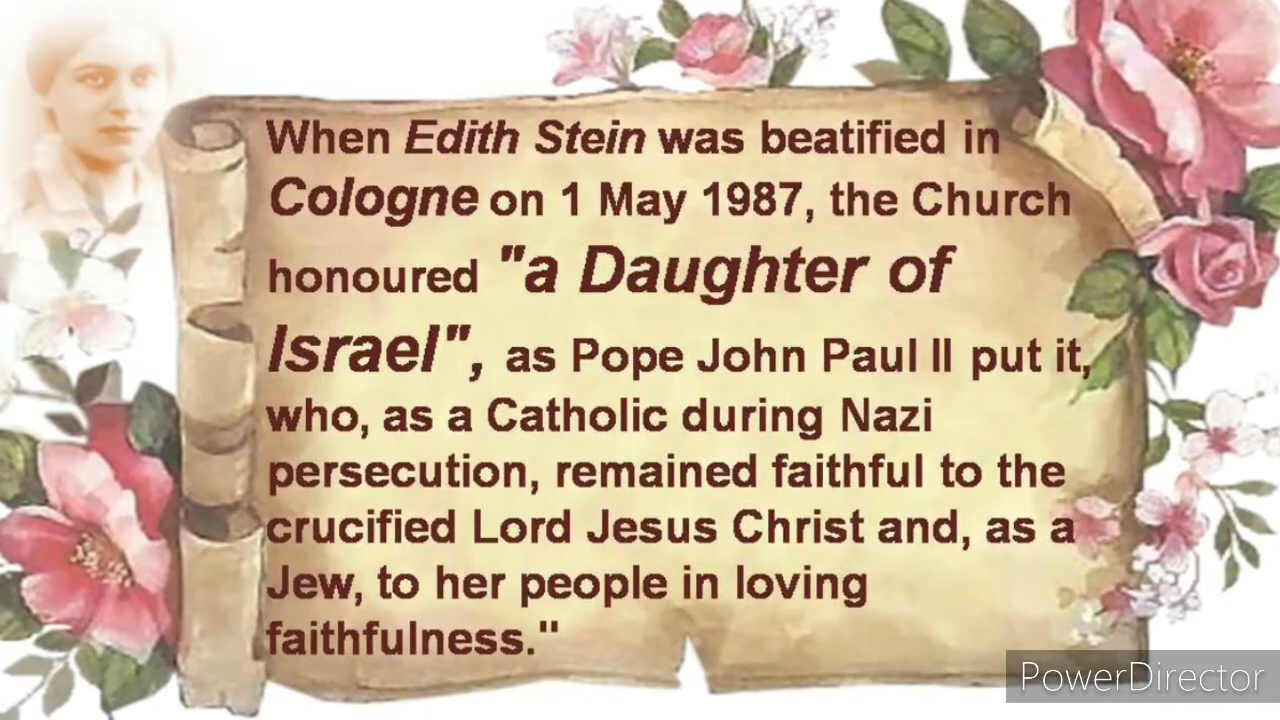 When Edith Stein was beatified in
Cologne on 1 May 1987, the Church
honoured "a Daughter of
Israel", as Pope John Paul II put it,
who, as a Catholic during Nazi
persecution, remained faithful to the
crucified Lord Jesus Christ and, as a
Jew, to her people in loving
faithfulness."
PowerDirector